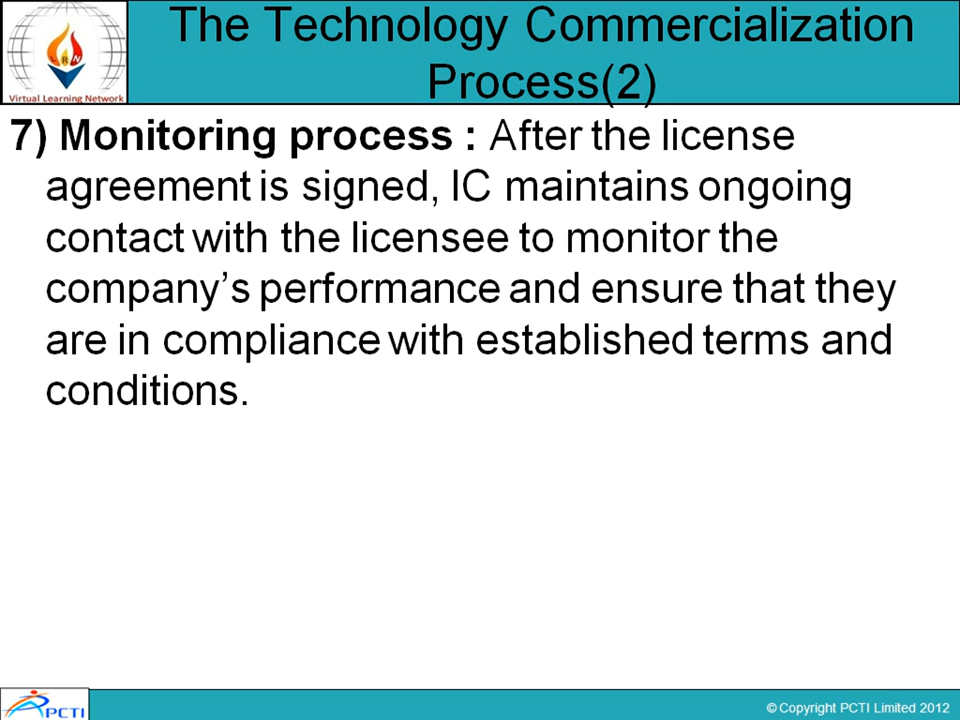 The Technology Commercialization
Process(2)
RN
Virtual Learning Network
7) Monitoring process : After the license
agreement is signed, IC maintains ongoing
contact with the licensee to monitor the
company’s performance and ensure that they
are in compliance with established terms and
conditions.
PCTI
© Copyright PCTI Limited 2012